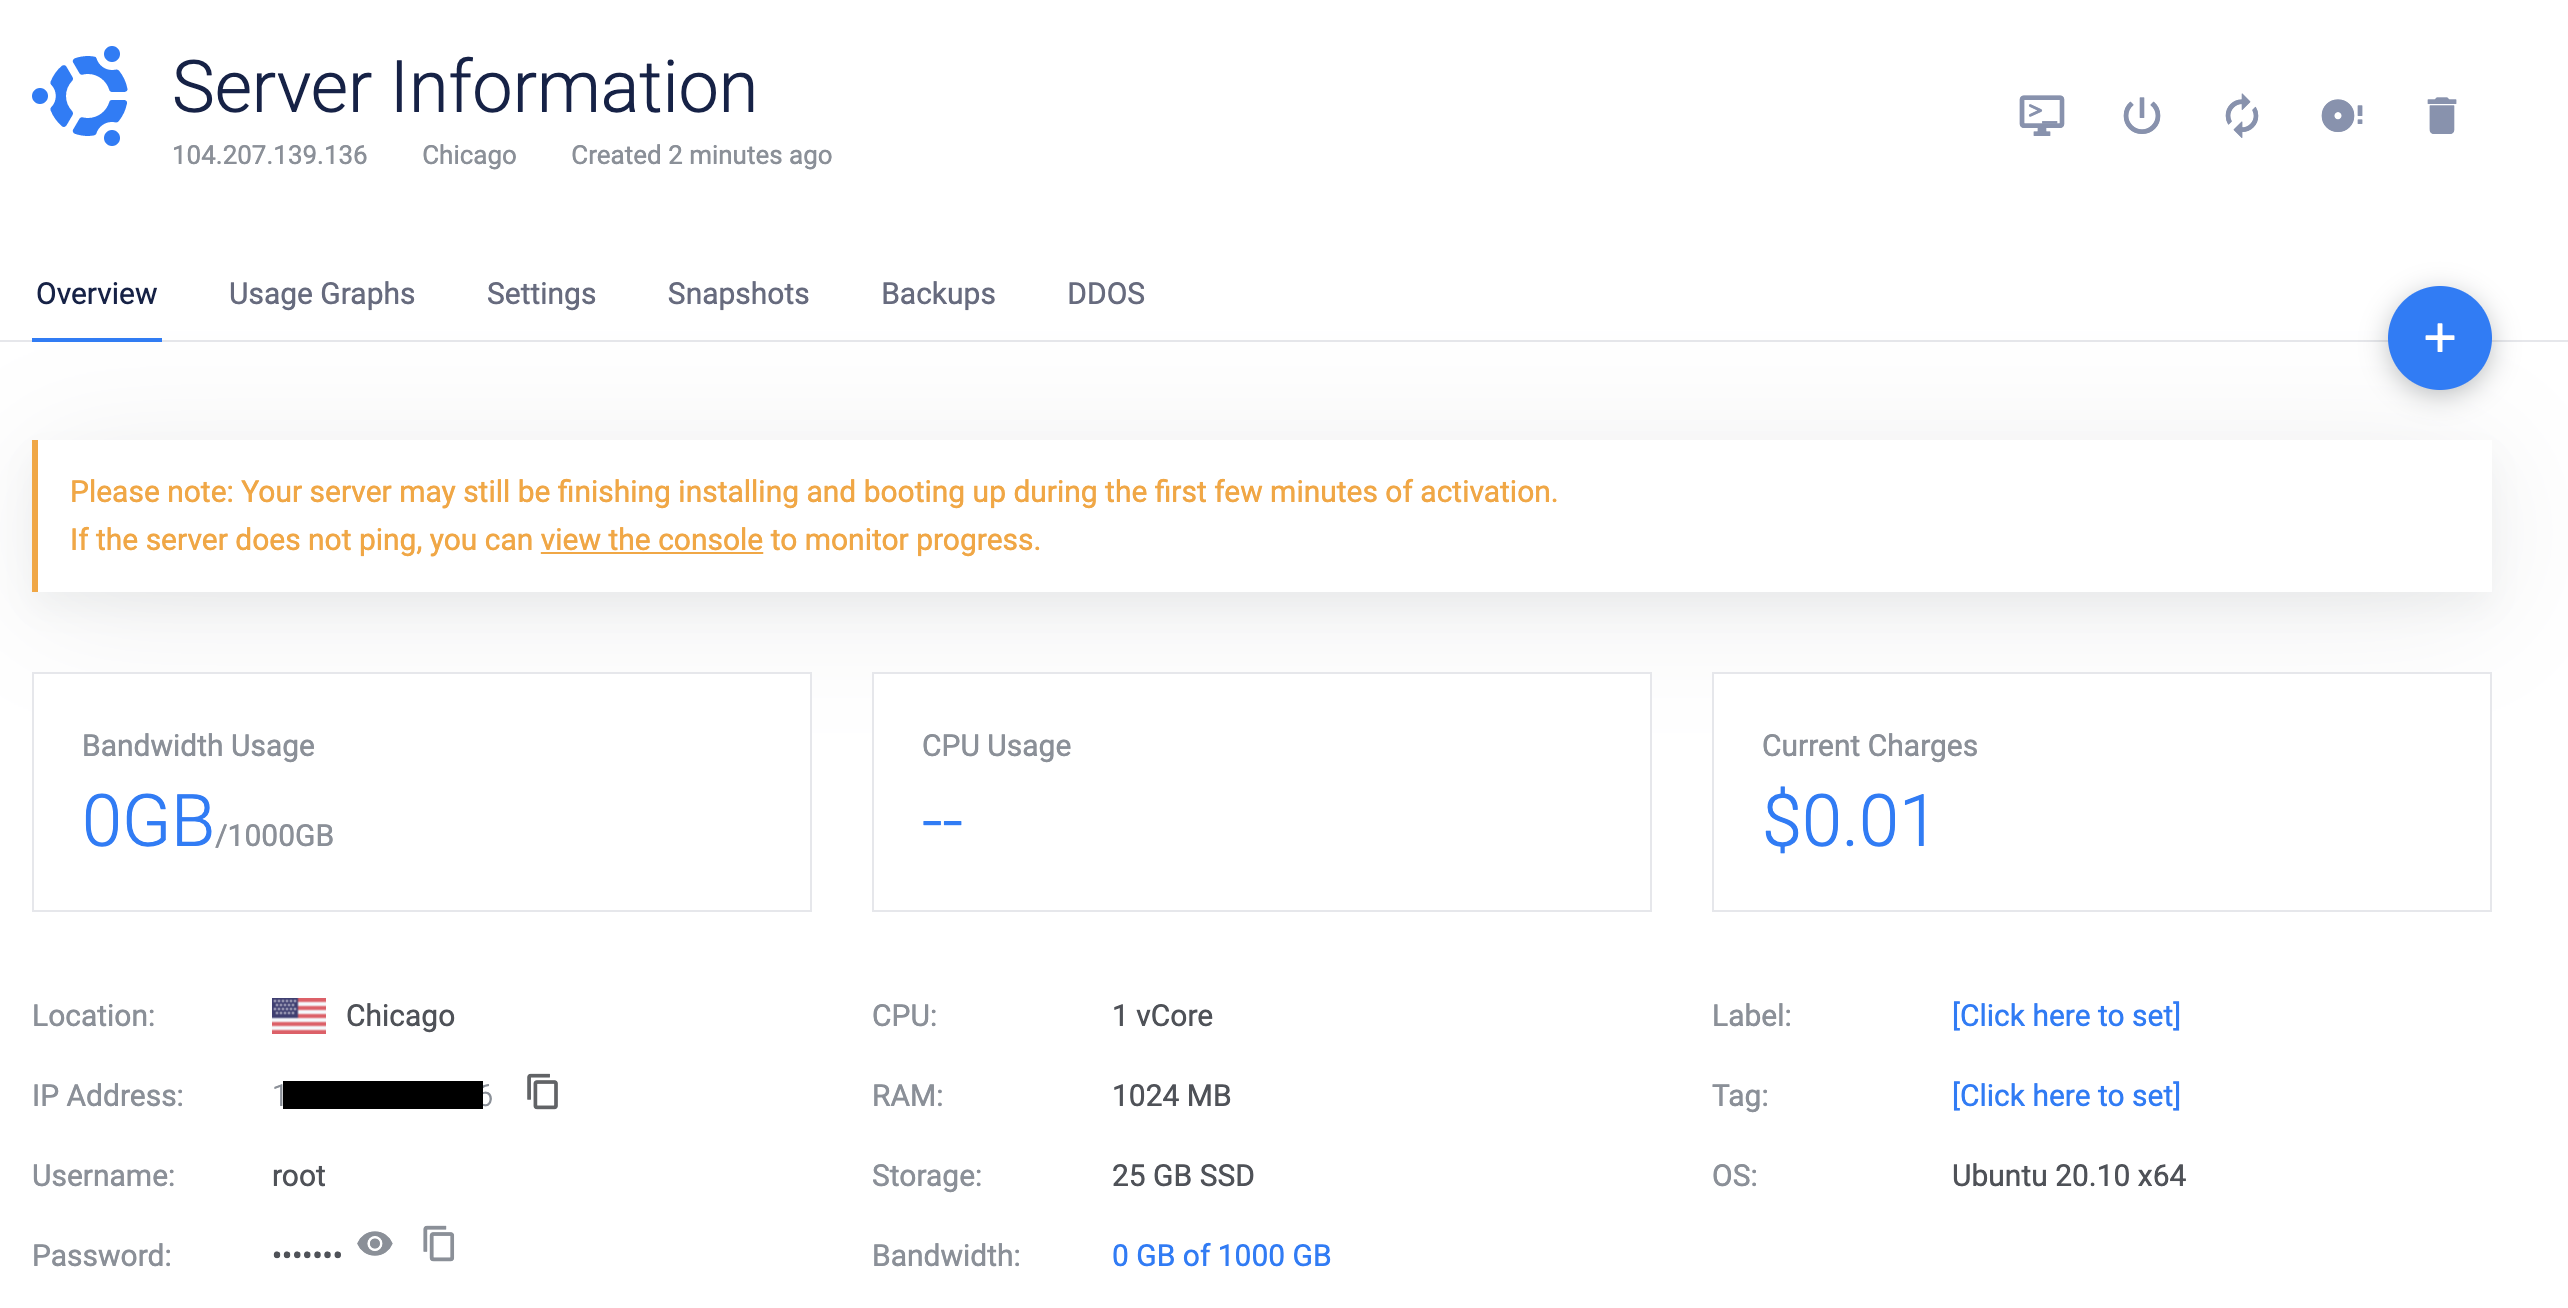 Server Information
104.207.139.136 Chicago Created 2 minutes ago
Overview Usage Graphs Settings Snapshots Backups DDOS
Please note: Your server may still be finishing installing and booting up during the first few minutes of activation.
If the server does not ping, you can view the console to monitor progress.
Bandwidth Usage
0GB/1000GB
CPU Usage
--
Current Charges
$0.01
Location: Chicago
IP Address:
Username: root
Password: •••••••
CPU: 1 vCore
RAM: 1024 MB
Storage: 25 GB SSD
Bandwidth: 0 GB of 1000 GB
Label: [Click here to set]
Tag: [Click here to set]
OS: Ubuntu 20.10 x64